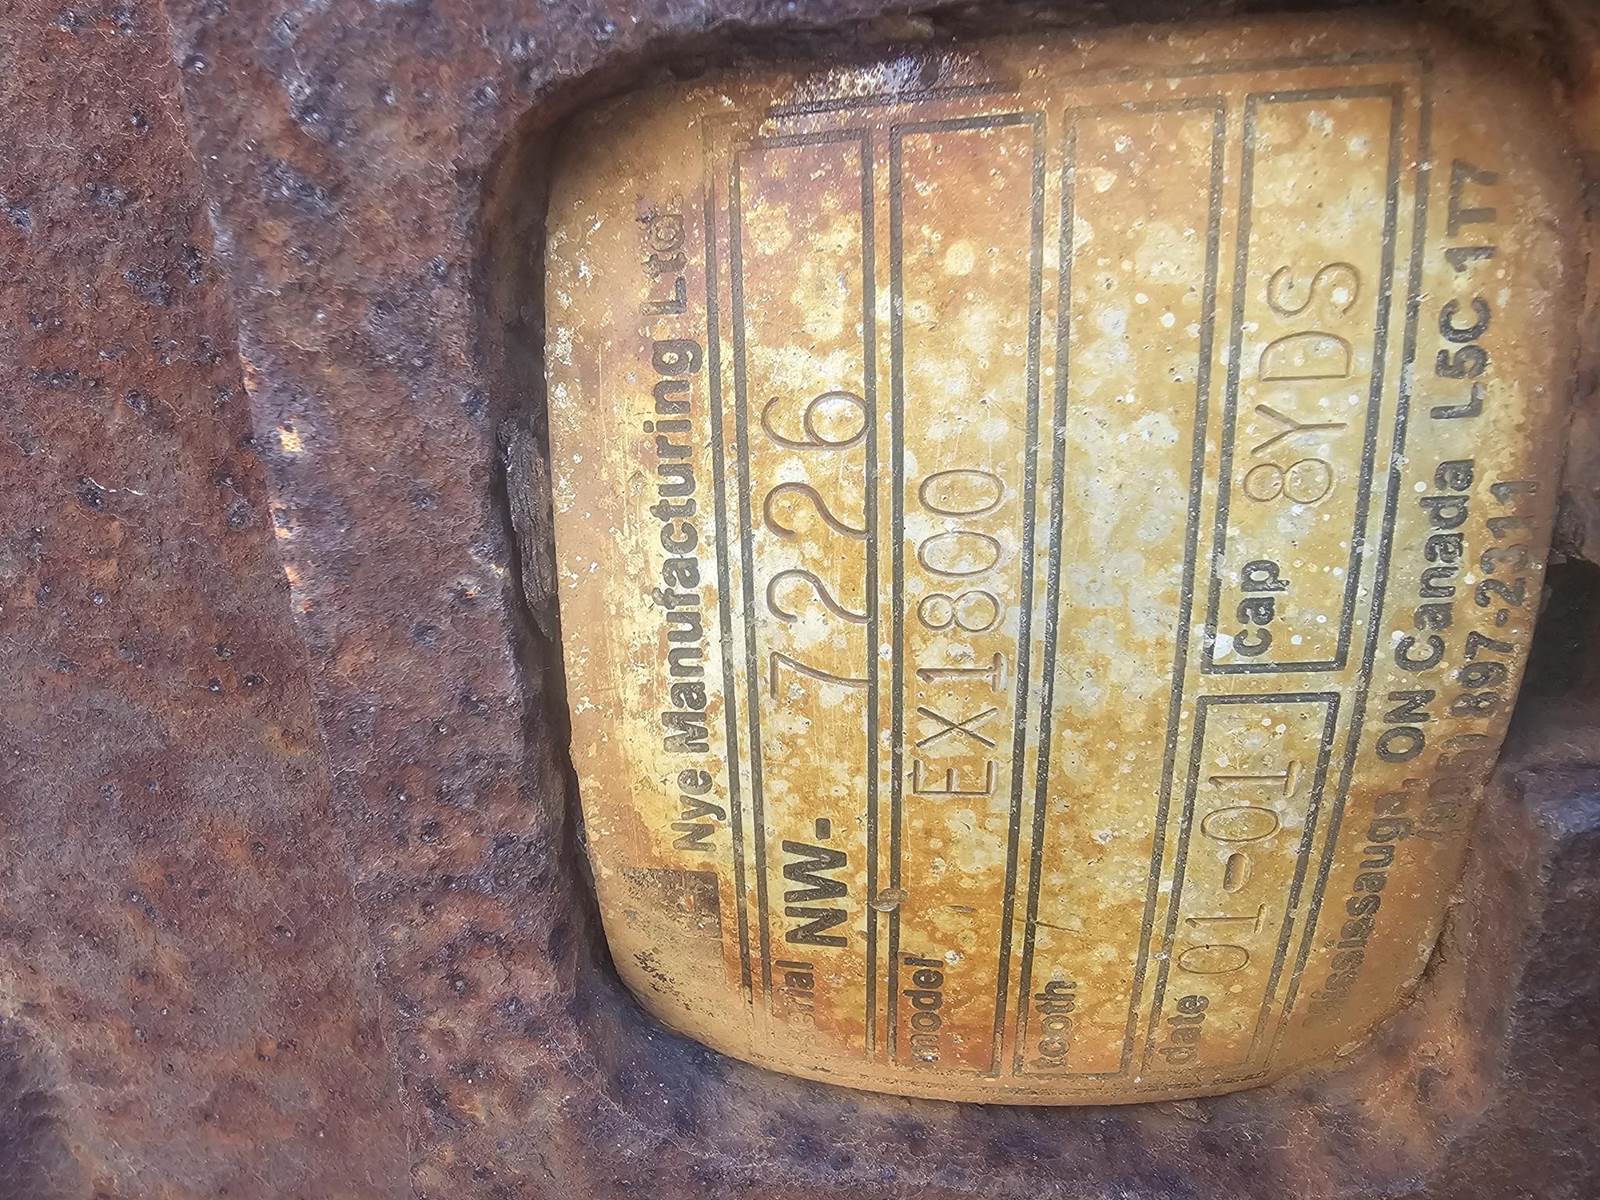 Nye Manufacturing Ltd.
serial NW- 7226
model EX1800
tooth
date 01-01 cap 8YDS
Mississauga, ON Canada L5C 1T7
897-2311